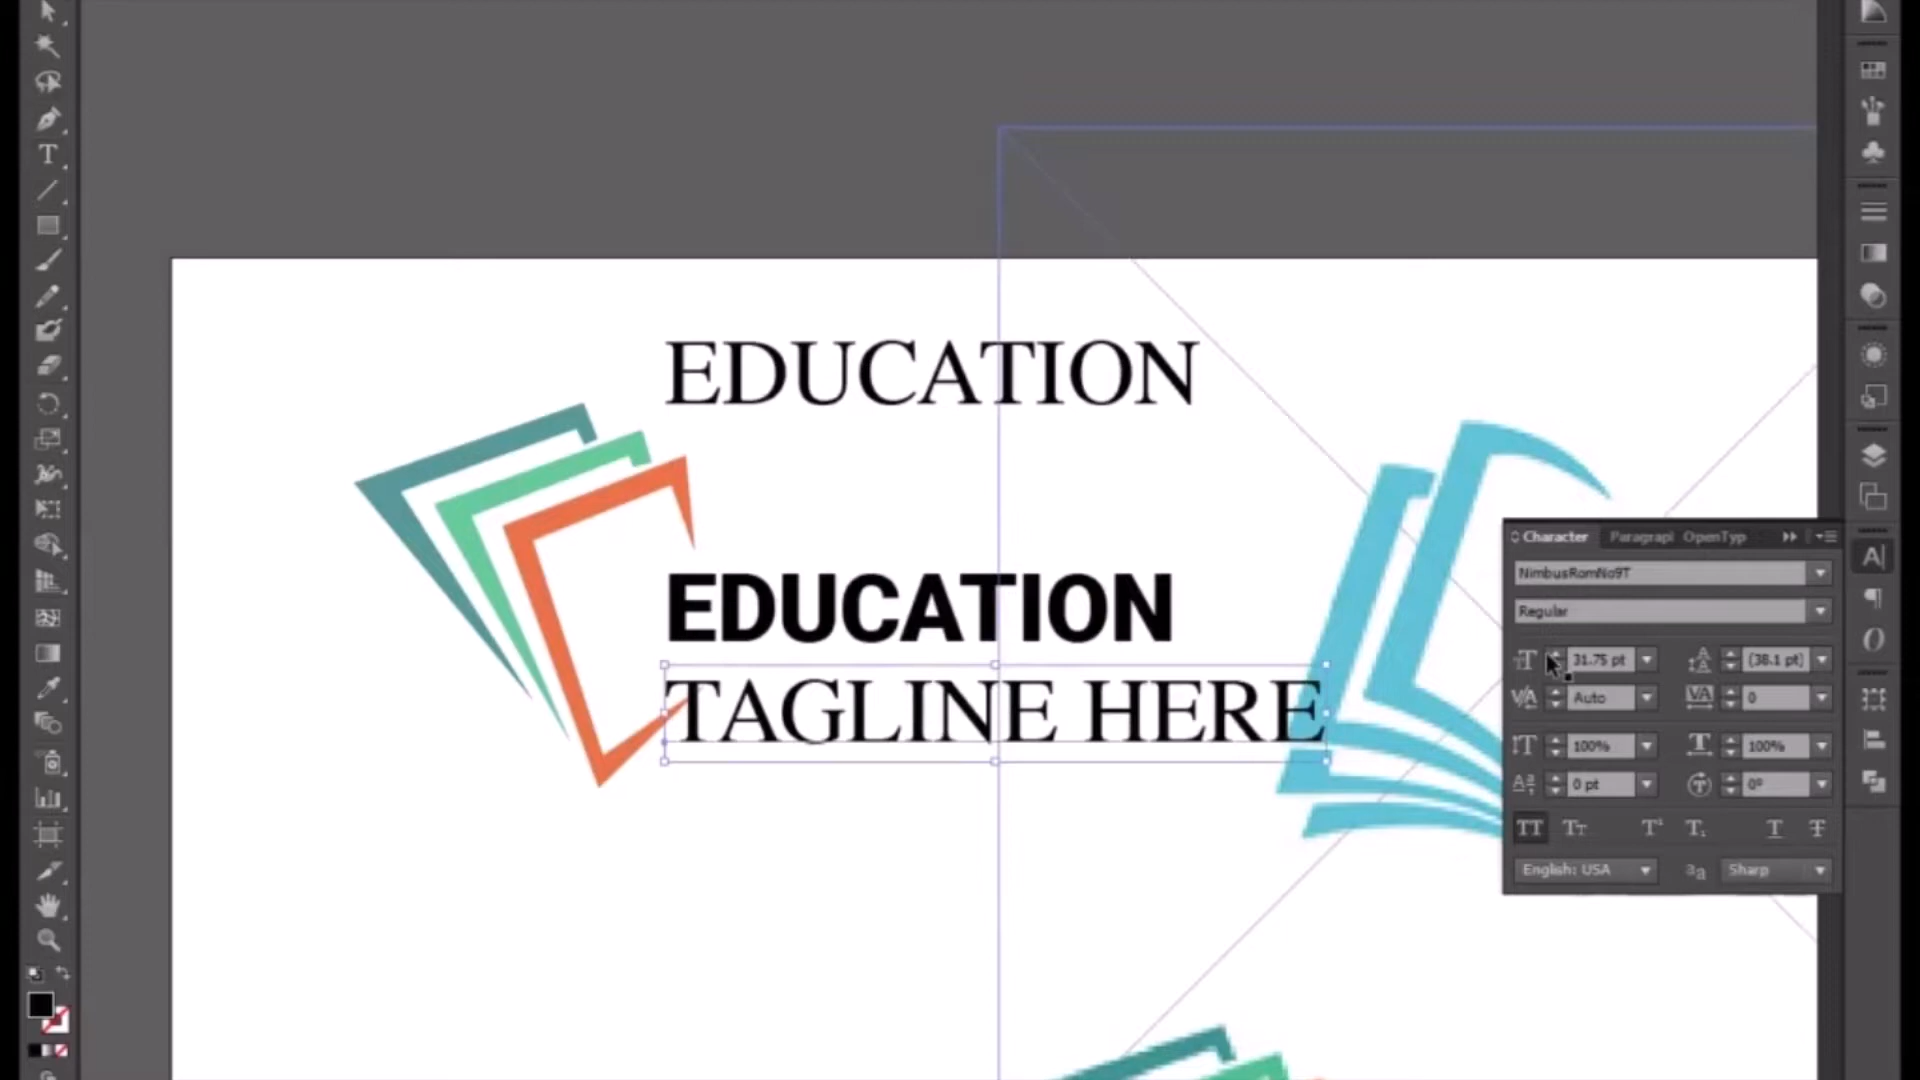 EDUCATION
EDUCATION
TAGLINE HERE
Character Paragrapl OpenTyp
NimbusRomNo9T
Regular
31.75 pt (38.1 pt)
Auto 0
100% 100%
0 pt 0°
English: USA Sharp